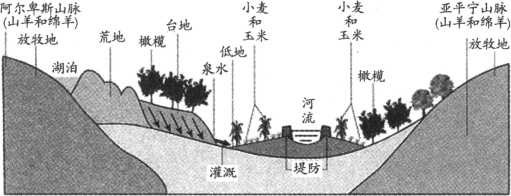 阿尔卑斯山脉
(山羊和绵羊)
放牧地
湖泊
荒地
橄榄
台地
泉水
低地
小麦
和
玉米
河
流
小麦
和
玉米
橄榄
亚平宁山脉
(山羊和绵羊)
放牧地
灌溉
堤防